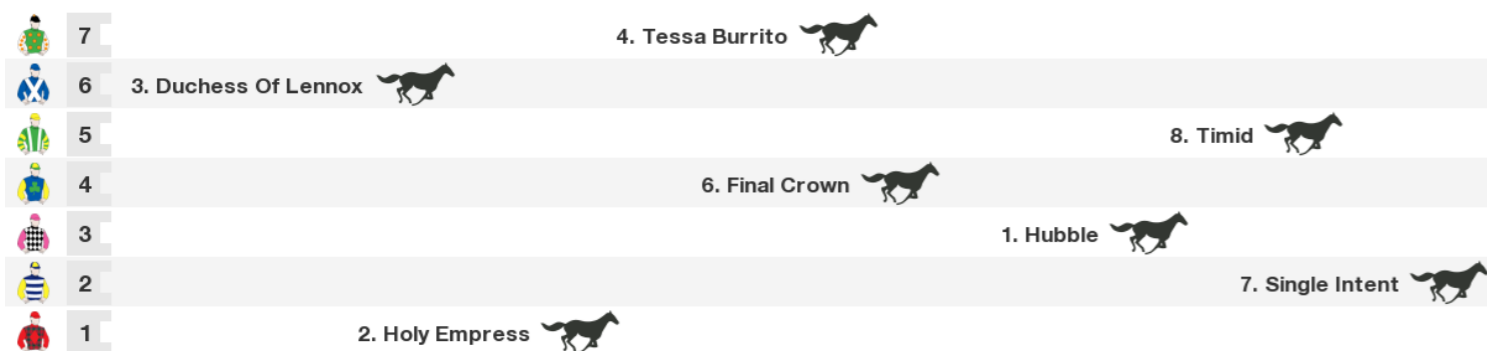 7 4. Tessa Burrito
6 3. Duchess Of Lennox
5 8. Timid
4 6. Final Crown
3 1. Hubble
2 7. Single Intent
1 2. Holy Empress